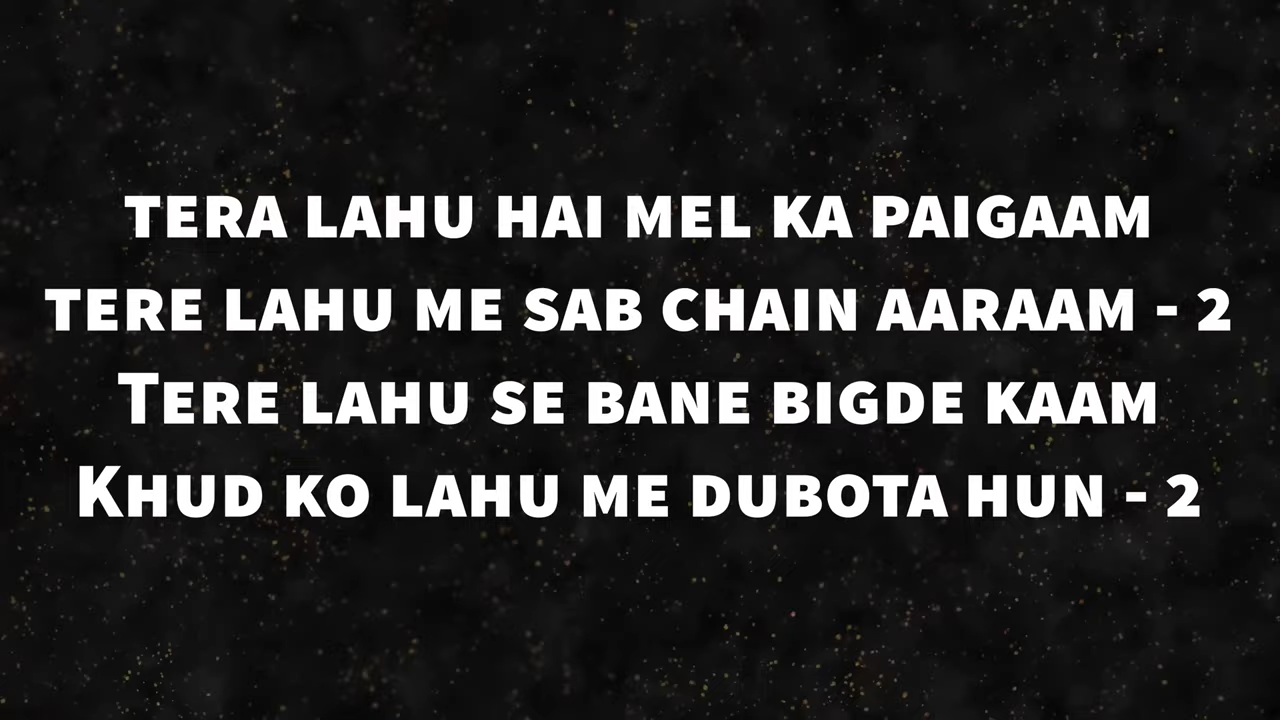 TERA LAHU HAI MEL KA PAIGAAM
TERE LAHU ME SAB CHAIN AARAAM - 2
TERE LAHU SE BANE BIGDE KAAM
KHUD KO LAHU ME DUBOTA HUN - 2